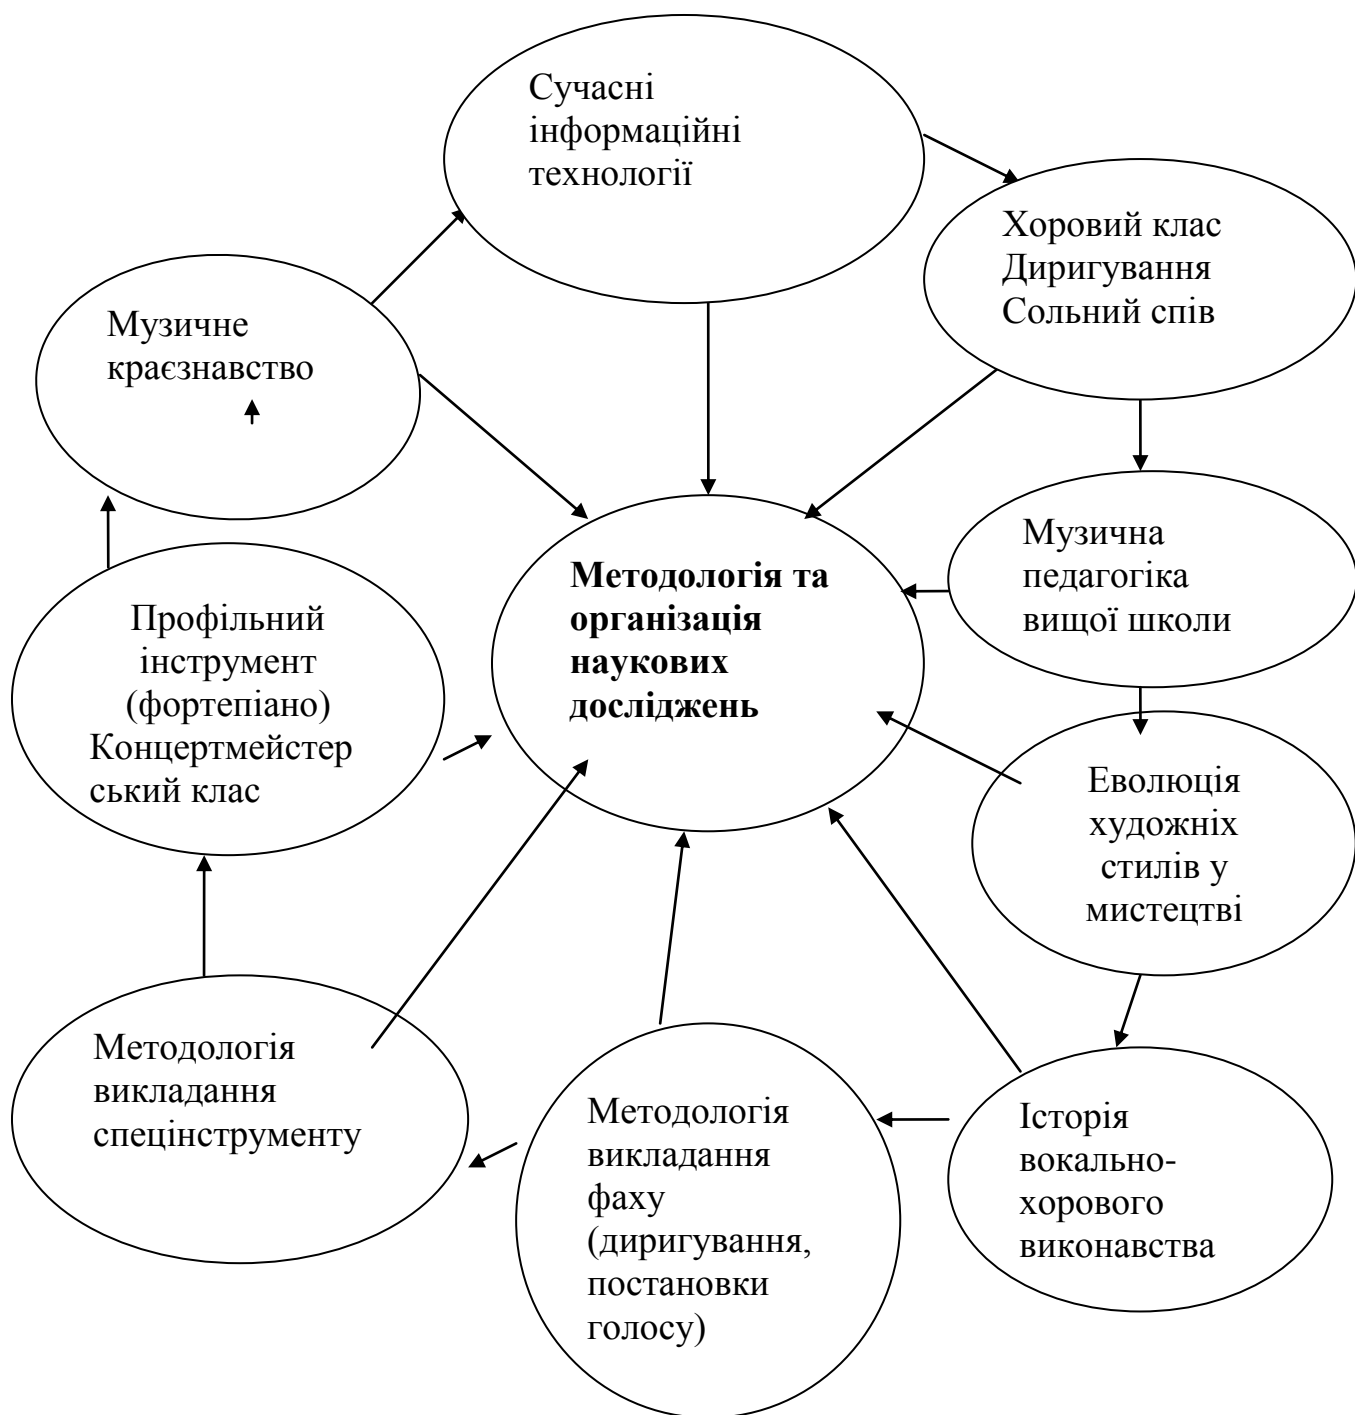 Сучасні
інформаційні
технології
Хоровий клас
Диригування
Сольний спів
Музичне
краєзнавство
Музична
педагогіка
вищої школи
Методологія та
організація
наукових
досліджень
Профільний
інструмент
(фортепіано)
Концертмейстер
ський клас
Еволюція
художніх
стилів у
мистецтві
Методологія
викладання
спецінструменту
Методологія
викладання
фаху
(диригування,
постановки
голосу)
Історія
вокально-
хорового
виконавства